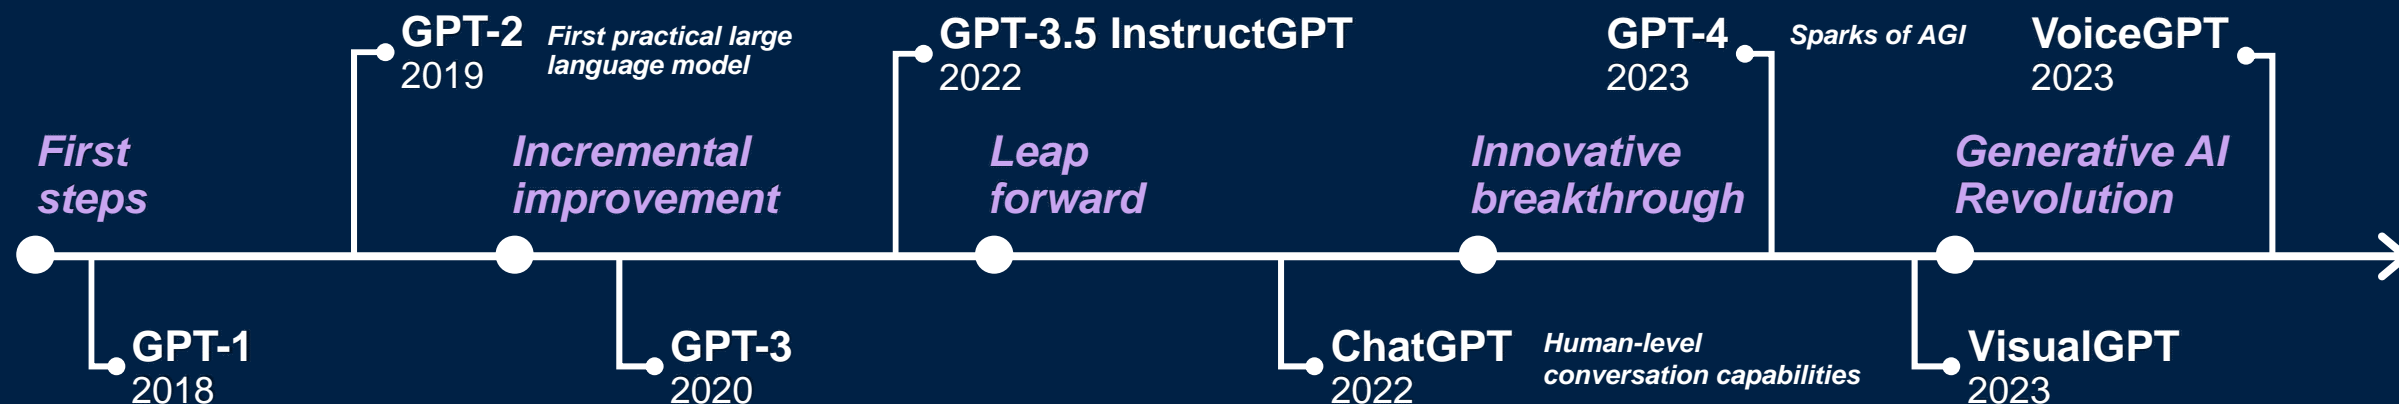 GPT-2
2019
First practical large
language model
GPT-3.5 InstructGPT
2022
GPT-4
2023
Sparks of AGI
VoiceGPT
2023
First
steps
Incremental
improvement
Leap
forward
Innovative
breakthrough
Generative AI
Revolution
GPT-1
2018
GPT-3
2020
ChatGPT
2022
Human-level
conversation capabilities
VisualGPT
2023